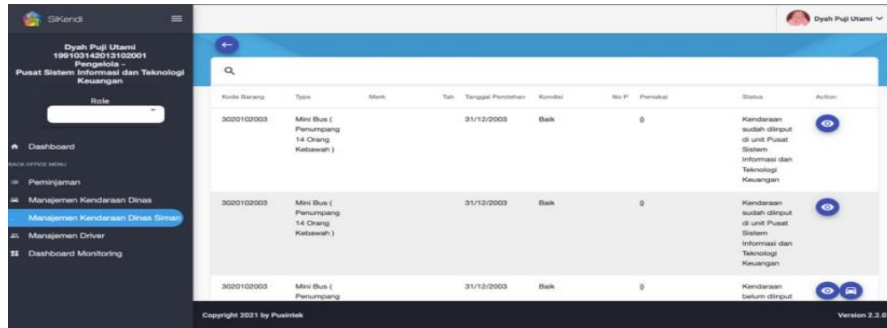 SiKendi
Dyah Puji Utami
Dyah Puji Utami
199103142013102001
Pengelola -
Pusat Sistem Informasi dan Teknologi
Keuangan
Role
Dashboard
BACK OFFICE MENU
Peminjaman
Manajemen Kendaraan Dinas
Manajemen Kendaraan Dinas Siman
Manajemen Driver
Dashboard Monitoring
Kode Barang Type Merk Tah Tanggal Perolehan Kondisi No P Pemakai Status Action
3020102003 Mini Bus ( 31/12/2003 Baik () Kendaraan
Penumpang sudah diinput
14 Orang di unit Pusat
Kebawah ) Sistem
Informasi dan
Teknologi
Keuangan
3020102003 Mini Bus ( 31/12/2003 Baik () Kendaraan
Penumpang sudah diinput
14 Orang di unit Pusat
Kebawah ) Sistem
Informasi dan
Teknologi
Keuangan
3020102003 Mini Bus ( 31/12/2003 Baik () Kendaraan
Penumpang belum diinput
Copyright 2021 by Pusintek Version 2.2.0